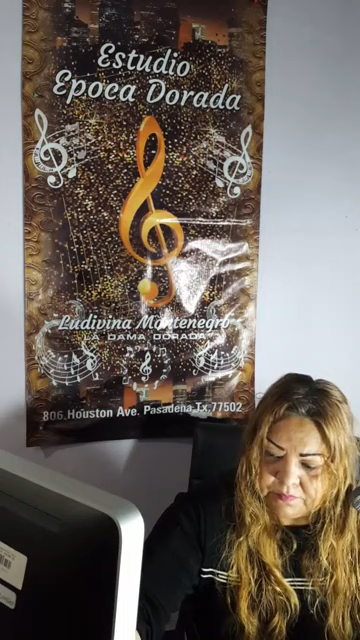 Estudio
Epoca Dorada
Ludivina Montenegro
LA DAMA DORADA
806,Houston Ave. Pasadena Tx,77502